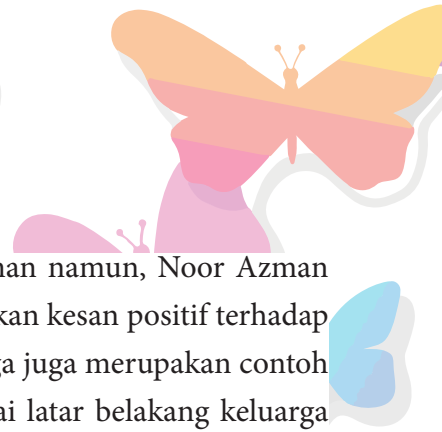 namun, Noor Azman
kesan positif terhadap
juga merupakan contoh
latar belakang keluarga